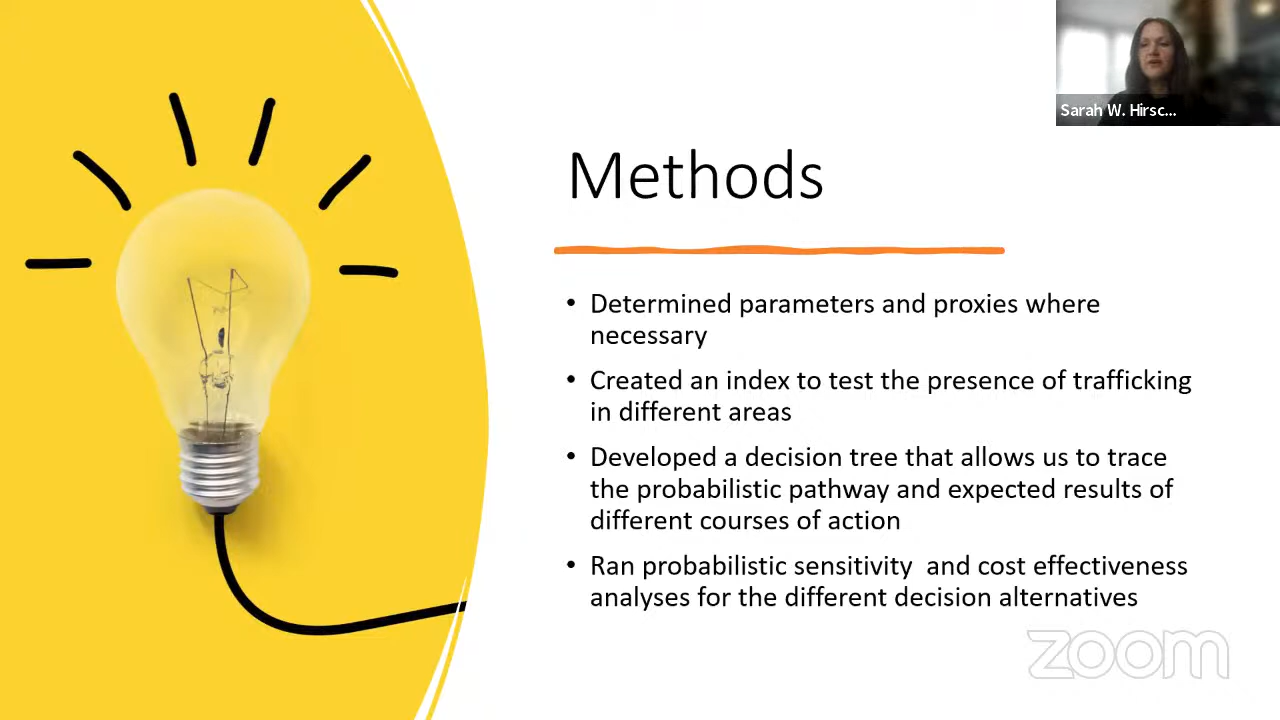 Sarah W. Hirsc...
Methods
• Determined parameters and proxies where
necessary
• Created an index to test the presence of trafficking
in different areas
• Developed a decision tree that allows us to trace
the probabilistic pathway and expected results of
different courses of action
• Ran probabilistic sensitivity  and cost effectiveness
analyses for the different decision alternatives
zoom